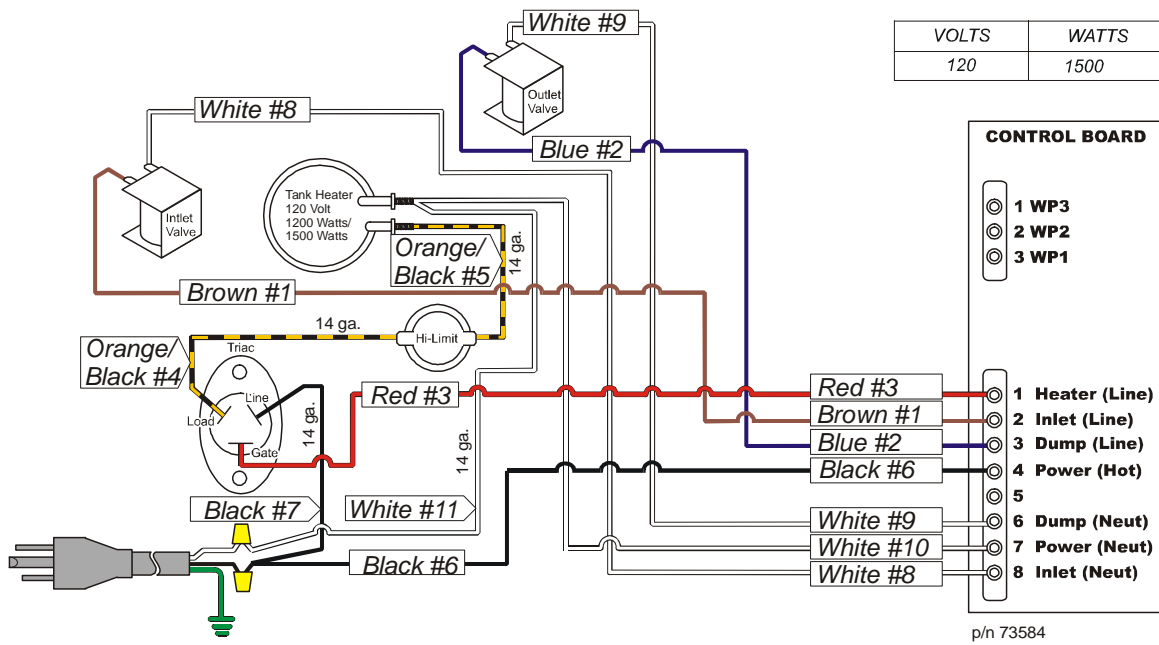 White #9
VOLTS WATTS
120 1500
Outlet
Valve
White #8
Blue #2
CONTROL BOARD
Tank Heater
120 Volt
1200 Watts/
1500 Watts
Intlet
Valve
1 WP3
2 WP2
3 WP1
Orange/
Black #5
14 ga.
Brown #1
14 ga.
Hi-Limit
Orange/
Black #4
Triac
Line
Load
Gate
14 ga.
Red #3
14 ga.
Red #3
1 Heater (Line)
Brown #1
2 Inlet (Line)
Blue #2
3 Dump (Line)
Black #6
4 Power (Hot)
5
Black #7
White #11
White #9
6 Dump (Neut)
White #10
7 Power (Neut)
White #8
8 Inlet (Neut)
Black #6
p/n 73584